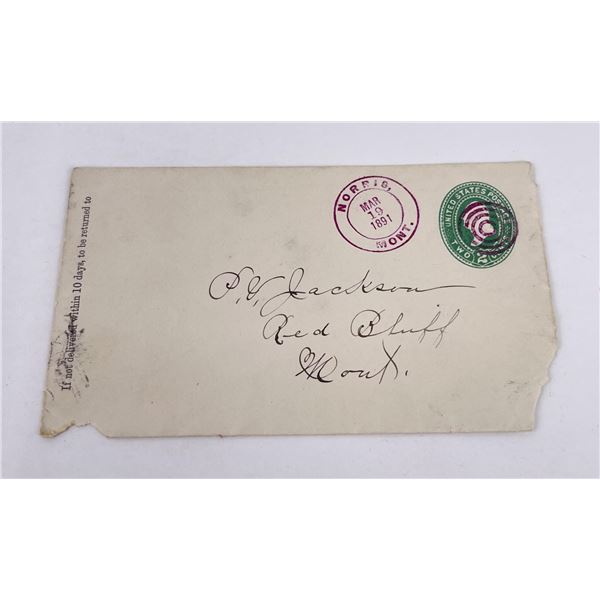 If not delivered within 10 days, to be returned to
NORRIS,
MAR
19
1891
MONT.
UNITED STATES
TWO
2
P.Y. Jackson
Red Bluff
Mont.